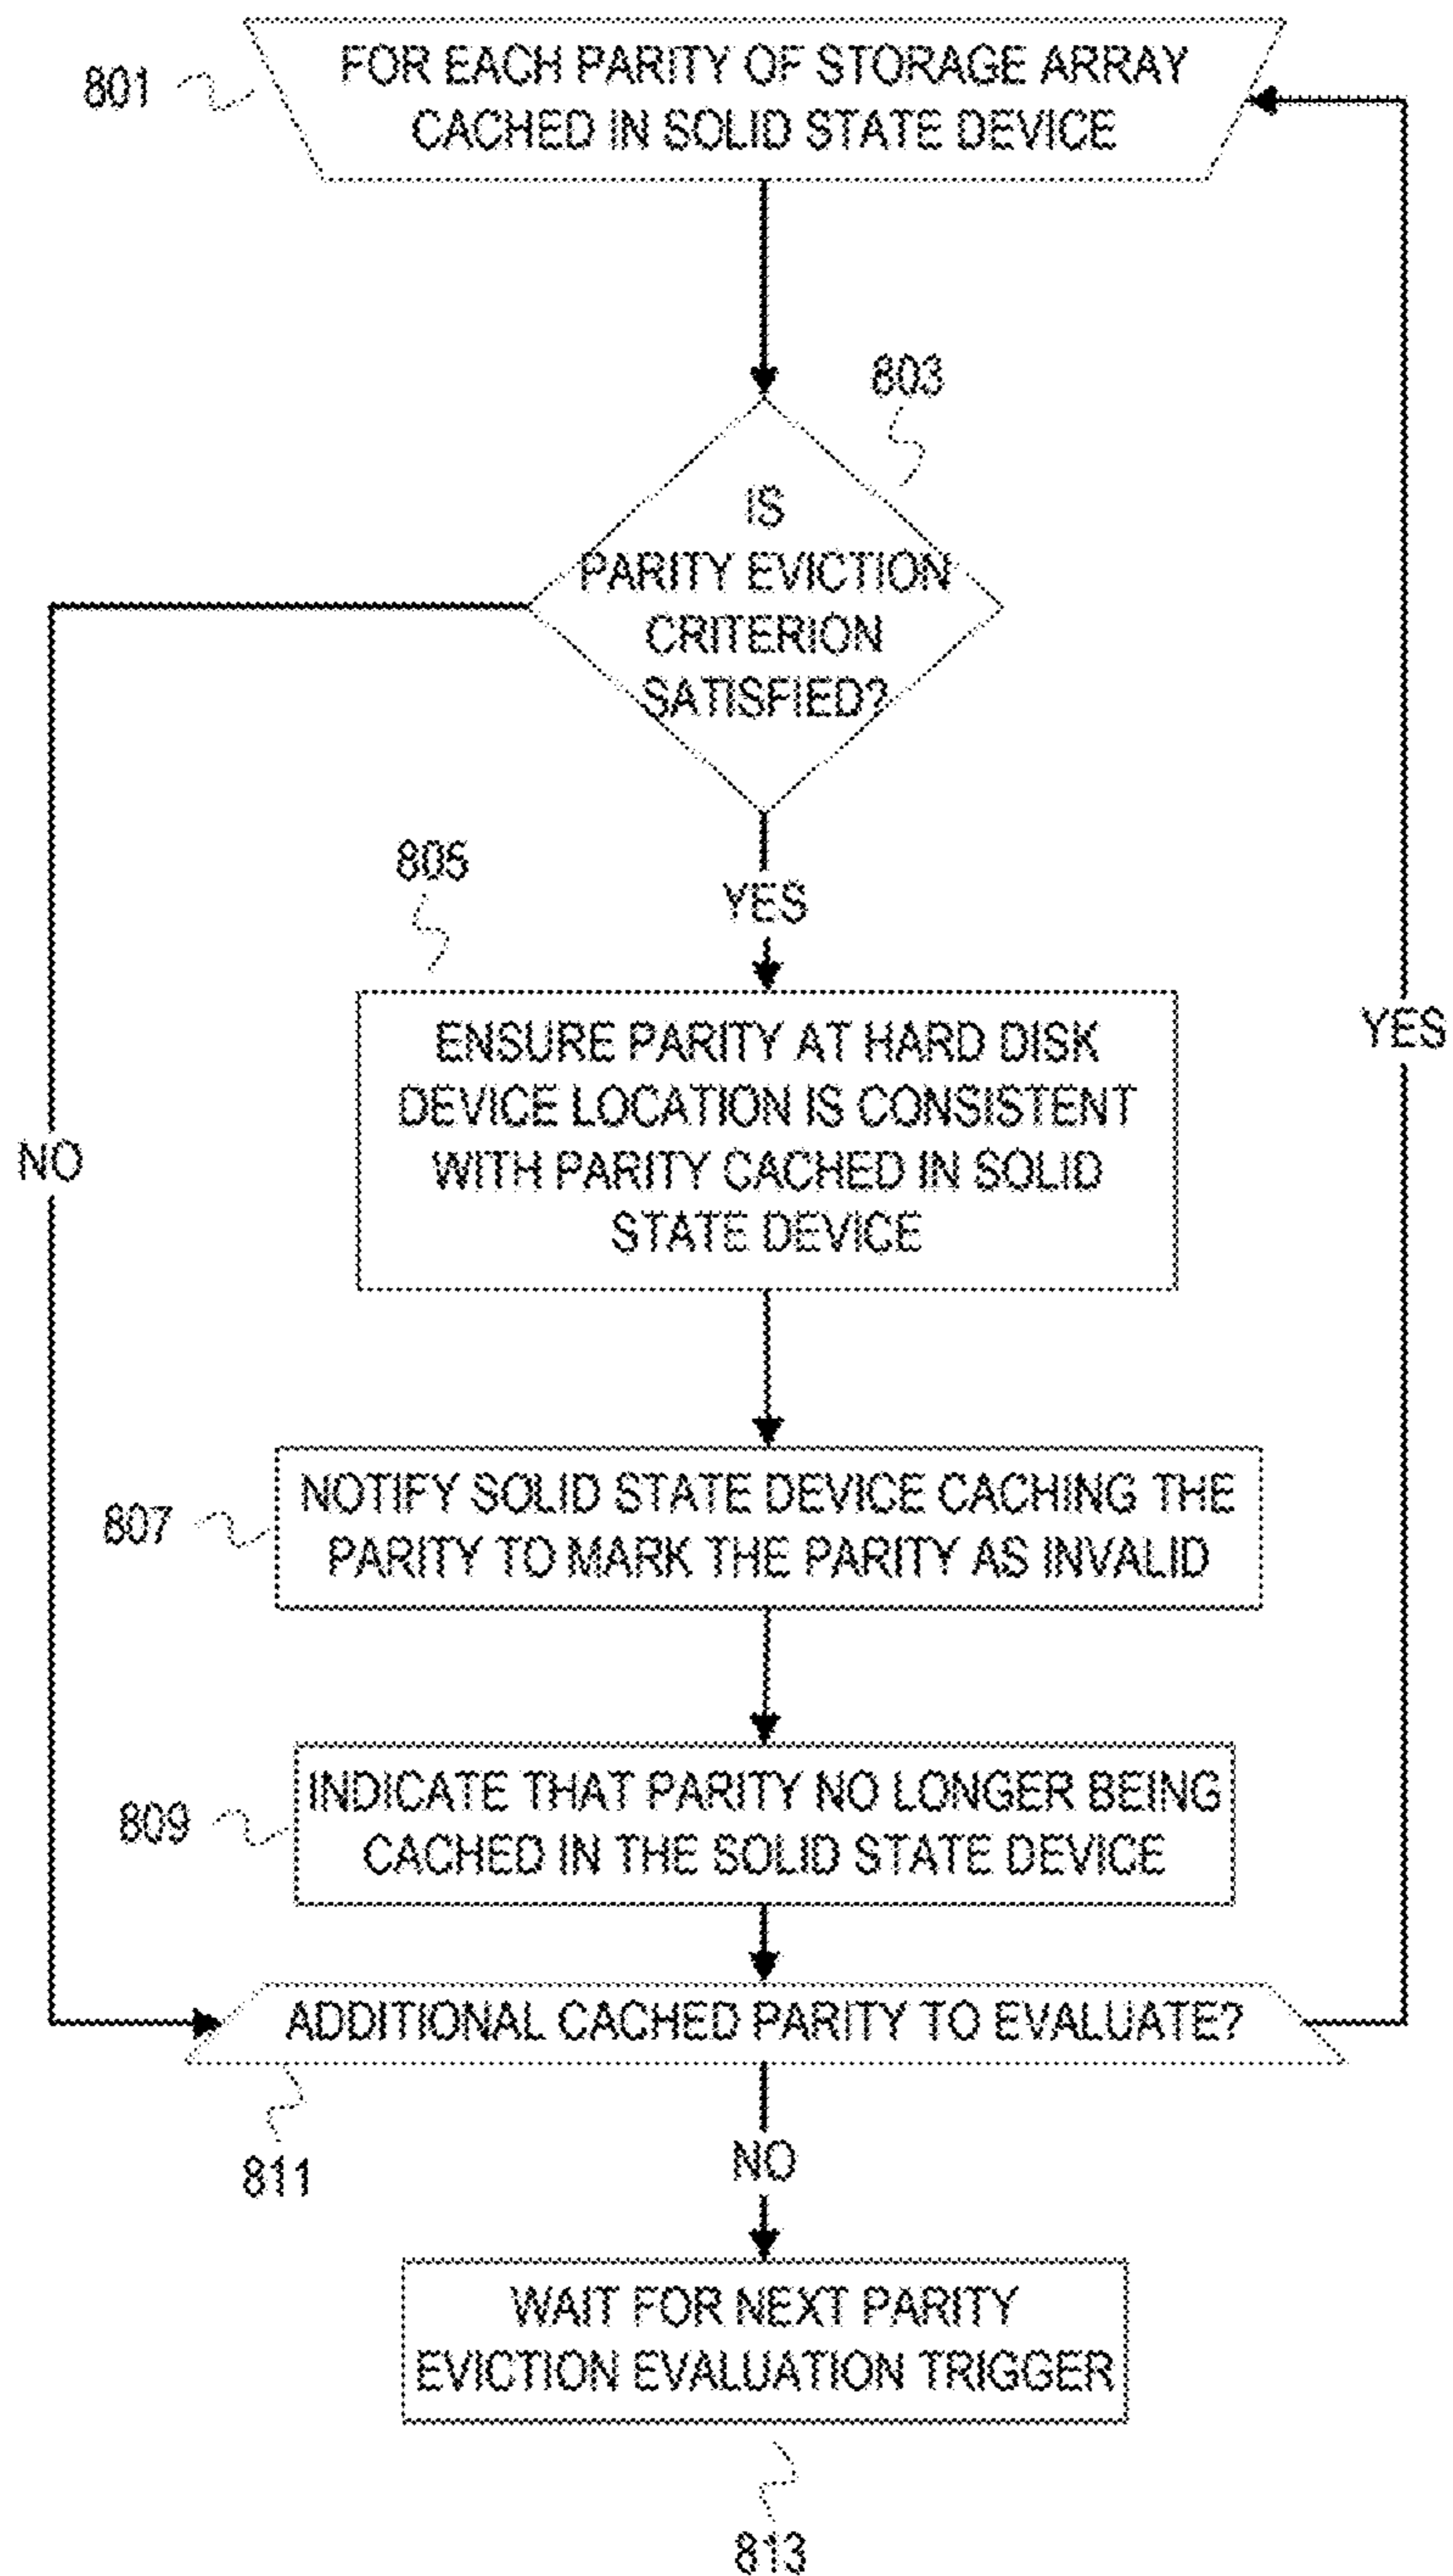 801
FOR EACH PARITY OF STORAGE ARRAY
CACHED IN SOLID STATE DEVICE
803
IS
PARITY EVICTION
CRITERION
SATISFIED?
805
YES
ENSURE PARITY AT HARD DISK
DEVICE LOCATION IS CONSISTENT
WITH PARITY CACHED IN SOLID
STATE DEVICE
YES
NO
807
NOTIFY SOLID STATE DEVICE CACHING THE
PARITY TO MARK THE PARITY AS INVALID
809
INDICATE THAT PARITY NO LONGER BEING
CACHED IN THE SOLID STATE DEVICE
ADDITIONAL CACHED PARITY TO EVALUATE?
811
NO
WAIT FOR NEXT PARITY
EVICTION EVALUATION TRIGGER
813